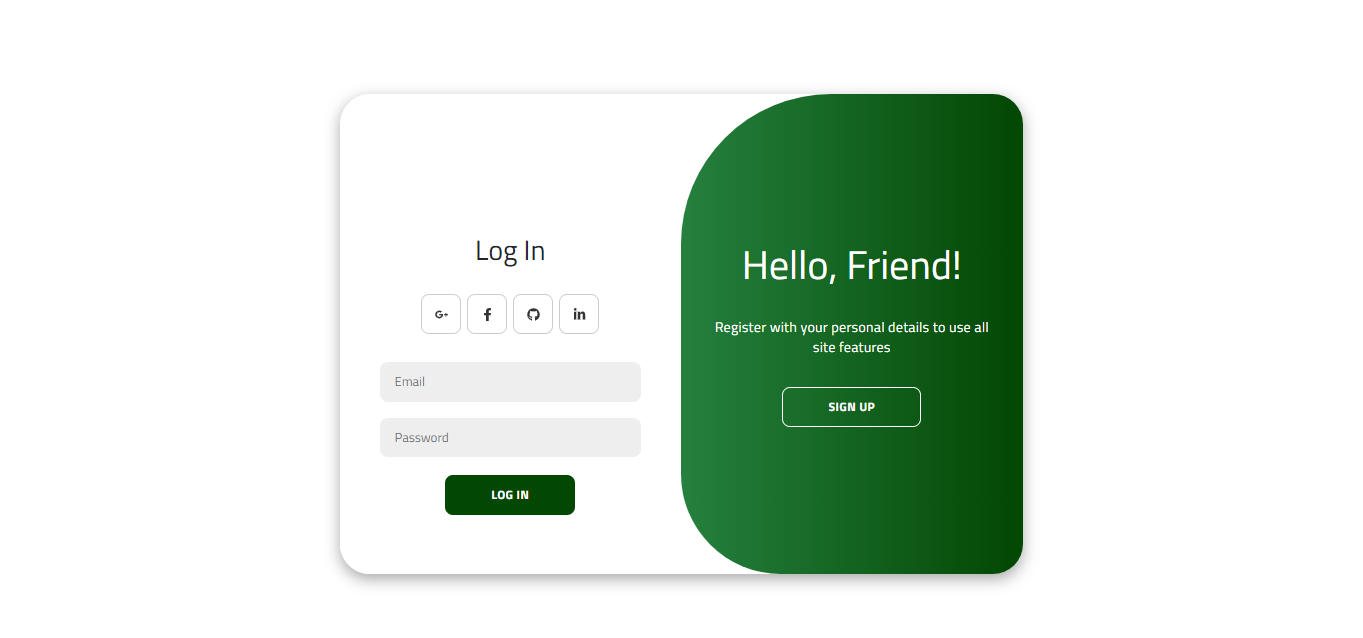 Log In
G+
f
in
Email
Password
LOG IN
Hello, Friend!
Register with your personal details to use all
site features
SIGN UP